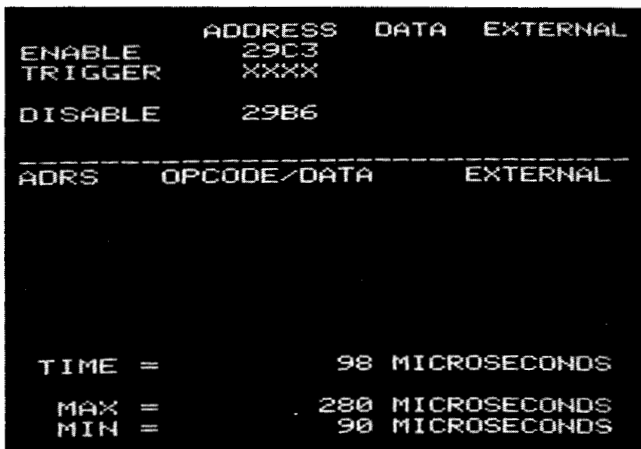 ADDRESS DATA EXTERNAL
ENABLE 29C3
TRIGGER XXXX
DISABLE 29B6
ADRS OPCODE/DATA EXTERNAL
TIME = 98 MICROSECONDS
MAX = 280 MICROSECONDS
MIN = 90 MICROSECONDS